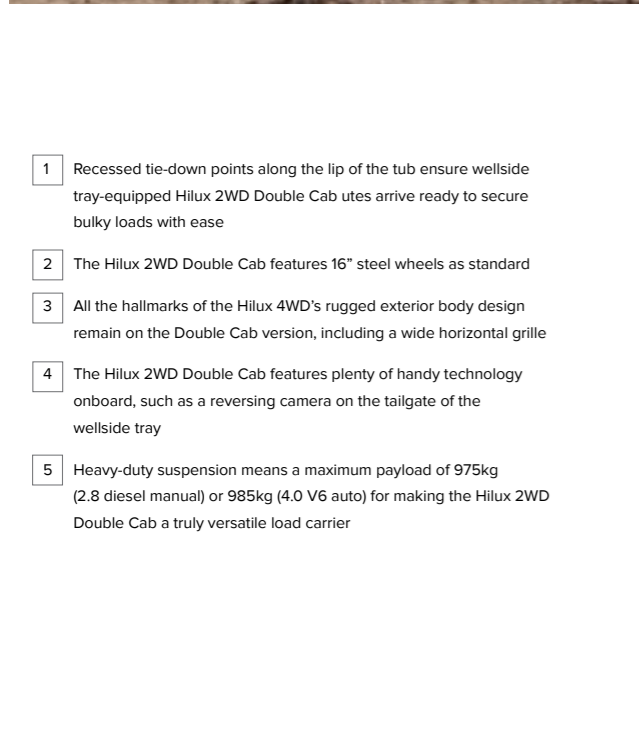 1 Recessed tie-down points along the lip of the tub ensure wellside
tray-equipped Hilux 2WD Double Cab utes arrive ready to secure
bulky loads with ease
2 The Hilux 2WD Double Cab features 16” steel wheels as standard
3 All the hallmarks of the Hilux 4WD’s rugged exterior body design
remain on the Double Cab version, including a wide horizontal grille
4 The Hilux 2WD Double Cab features plenty of handy technology
onboard, such as a reversing camera on the tailgate of the
wellside tray
5 Heavy-duty suspension means a maximum payload of 975kg
(2.8 diesel manual) or 985kg (4.0 V6 auto) for making the Hilux 2WD
Double Cab a truly versatile load carrier